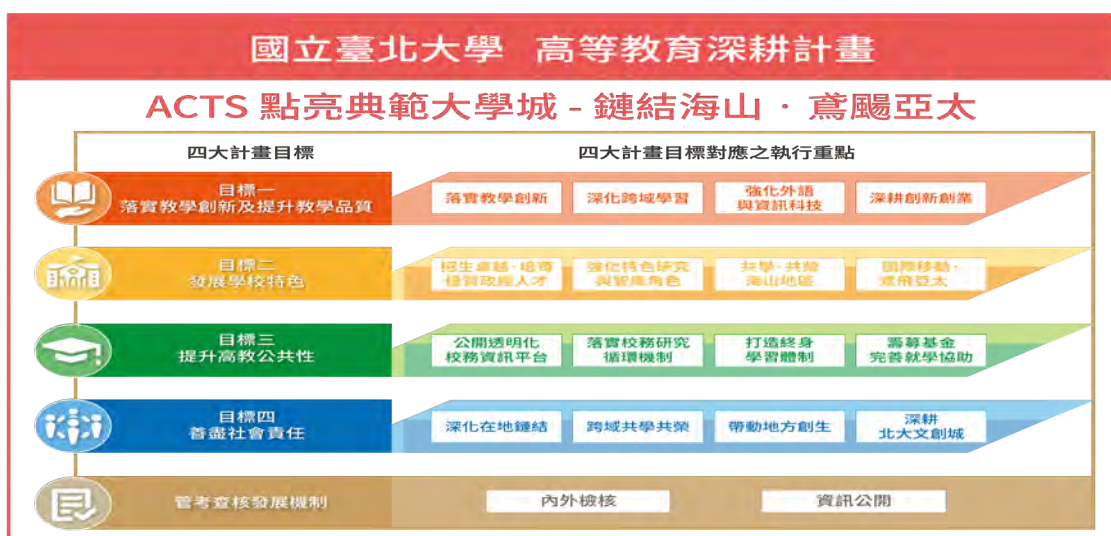 國立臺北大學 高等教育深耕計畫
ACTS 點亮典範大學城 - 鏈結海山 · 鳶颺亞太
四大計畫目標
四大計畫目標對應之執行重點
目標一
落實教學創新及提升教學品質
落實教學創新
深化跨域學習
強化外語
與資訊科技
深耕創新創業
目標二
發展學校特色
招生卓越·培育
優質政經人才
強化特色研究
與智庫角色
共學·共榮
海山地區
國際移動·
鳶飛亞太
目標三
提升高教公共性
公開透明化
校務資訊平台
落實校務研究
循環機制
打造終身
學習體制
籌募基金
完善就學協助
目標四
善盡社會責任
深化在地鏈結
跨域共學共榮
帶動地方創生
深耕
北大文創城
管考查核發展機制
內外檢核
資訊公開